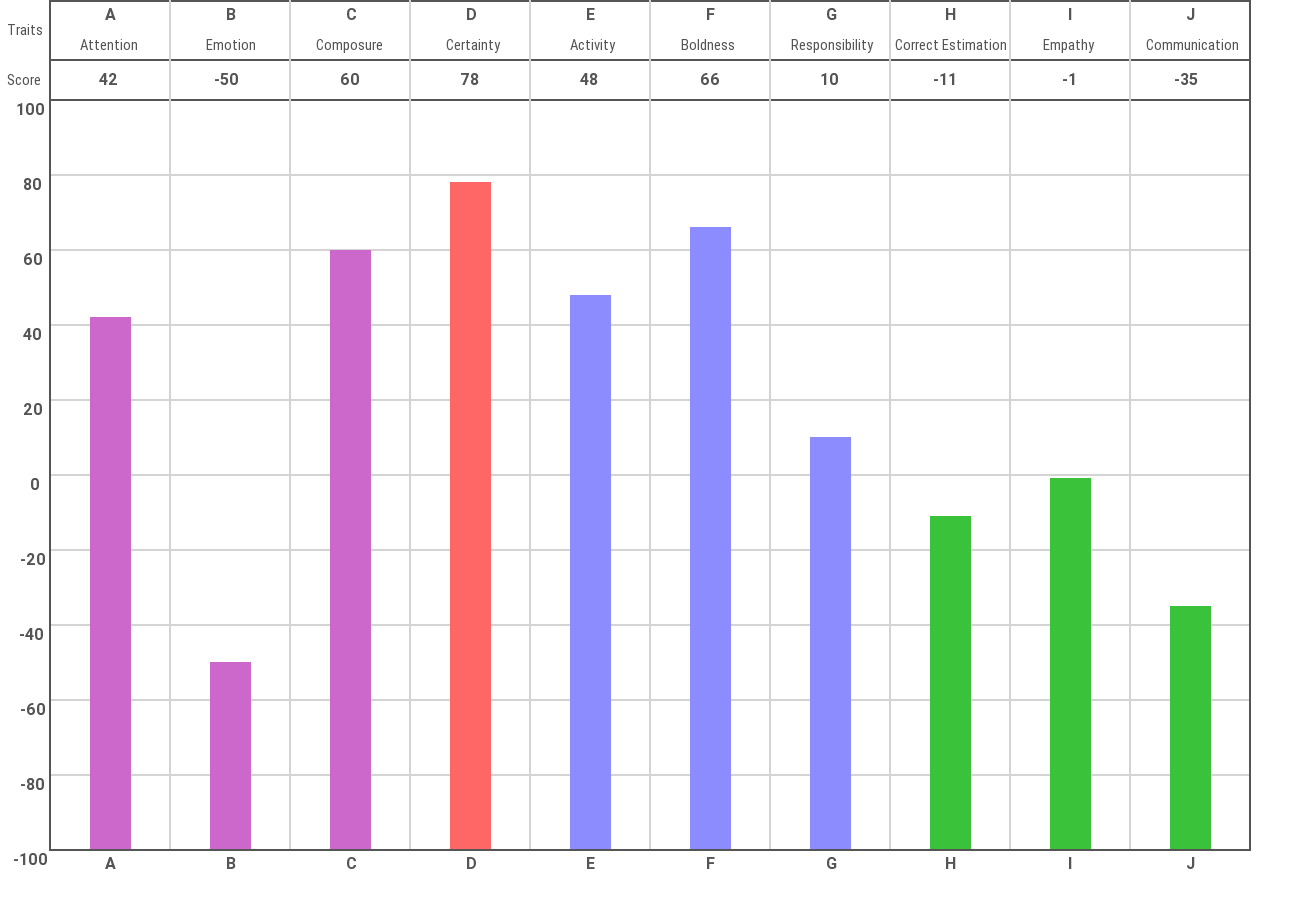 A B C D E F G H I J
Traits
Attention Emotion Composure Certainty Activity Boldness Responsibility Correct Estimation Empathy Communication
Score 42 -50 60 78 48 66 10 -11 -1 -35
100
80
60
40
20
0
-20
-40
-60
-80
-100
A B C D E F G H I J